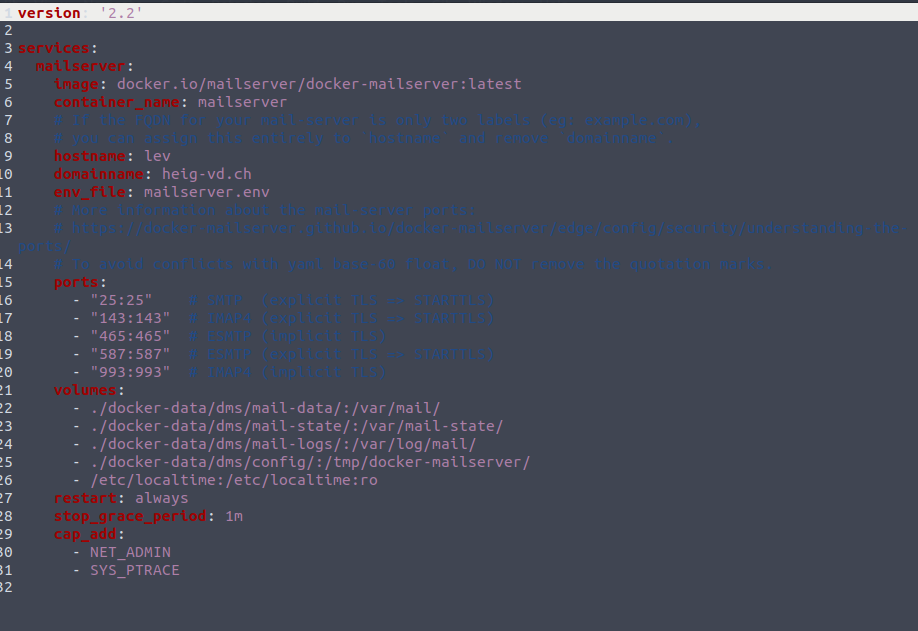 1 version: '2.2'
2
3 services:
4   mailserver:
5     image: docker.io/mailserver/docker-mailserver:latest
6     container_name: mailserver
7     # If the FQDN for your mail-server is only two labels (eg: example.com),
8     # you can assign this entirely to `hostname` and remove `domainname`.
9     hostname: lev
10     domainname: heig-vd.ch
11     env_file: mailserver.env
12     # More information about the mail-server ports:
13     # https://docker-mailserver.github.io/docker-mailserver/edge/config/security/understanding-the-
ports/
14     # To avoid conflicts with yaml base-60 float, DO NOT remove the quotation marks.
15     ports:
16       - "25:25"    # SMTP  (explicit TLS => STARTTLS)
17       - "143:143"  # IMAP4 (explicit TLS => STARTTLS)
18       - "465:465"  # ESMTP (implicit TLS)
19       - "587:587"  # ESMTP (explicit TLS => STARTTLS)
20       - "993:993"  # IMAP4 (implicit TLS)
21     volumes:
22       - ./docker-data/dms/mail-data/:/var/mail/
23       - ./docker-data/dms/mail-state/:/var/mail-state/
24       - ./docker-data/dms/mail-logs/:/var/log/mail/
25       - ./docker-data/dms/config/:/tmp/docker-mailserver/
26       - /etc/localtime:/etc/localtime:ro
27     restart: always
28     stop_grace_period: 1m
29     cap_add:
30       - NET_ADMIN
31       - SYS_PTRACE
32